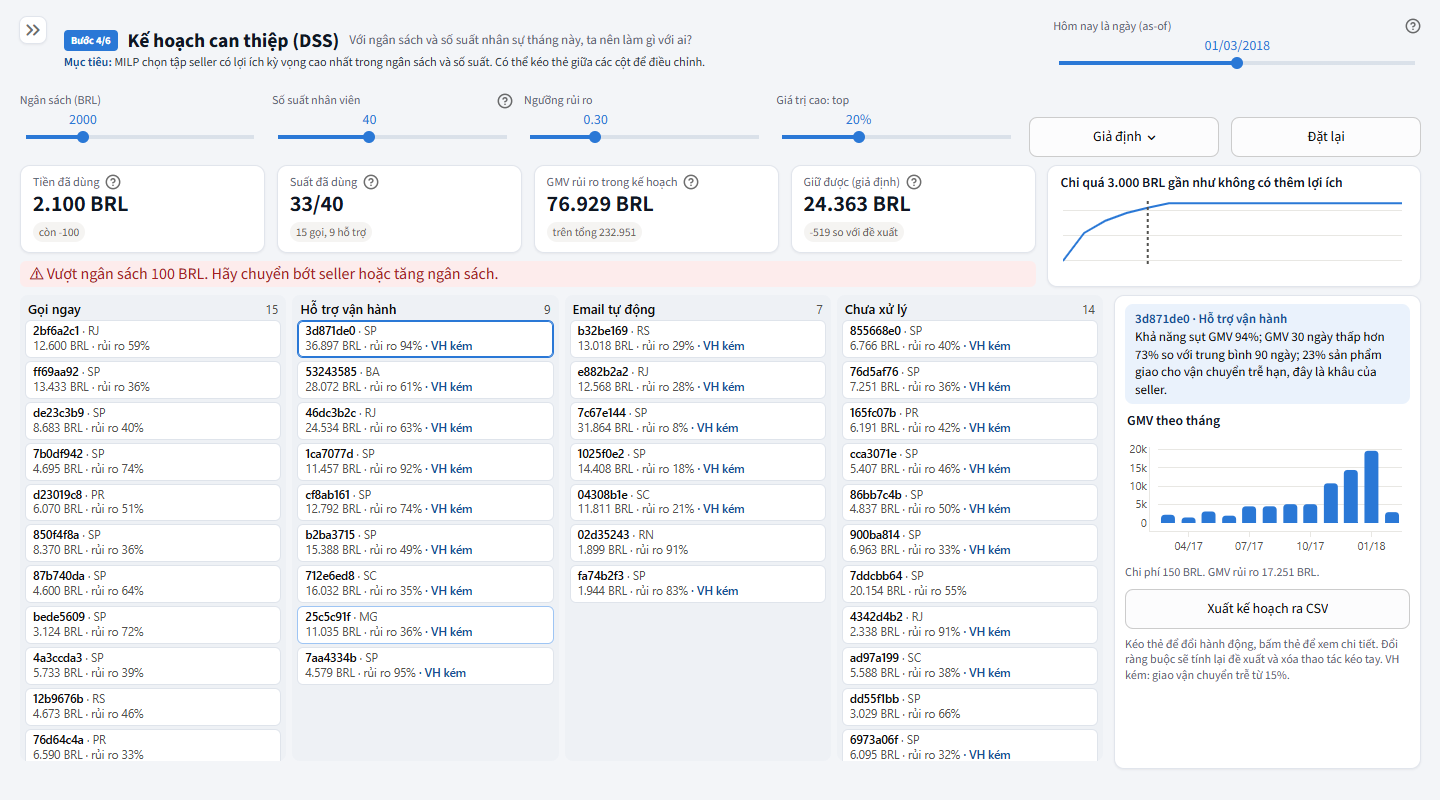 Bước 4/6 Kế hoạch can thiệp (DSS) Với ngân sách và số suất nhân sự tháng này, ta nên làm gì với ai?
Mục tiêu: MILP chọn tập seller có lợi ích kỳ vọng cao nhất trong ngân sách và số suất. Có thể kéo thẻ giữa các cột để điều chỉnh.
Hôm nay là ngày (as-of)
01/03/2018
Ngân sách (BRL)
2000
Số suất nhân viên
40
Ngưỡng rủi ro
0.30
Giá trị cao: top
20%
Giả định
Đặt lại
Tiền đã dùng
2.100 BRL
còn -100
Suất đã dùng
33/40
15 gọi, 9 hỗ trợ
GMV rủi ro trong kế hoạch
76.929 BRL
trên tổng 232.951
Giữ được (giả định)
24.363 BRL
-519 so với đề xuất
Chi quá 3.000 BRL gần như không có thêm lợi ích
Vượt ngân sách 100 BRL. Hãy chuyển bớt seller hoặc tăng ngân sách.
Gọi ngay 15
2bf6a2c1 · RJ
12.600 BRL · rủi ro 59%
ff69aa92 · SP
13.433 BRL · rủi ro 36%
de23c3b9 · SP
8.683 BRL · rủi ro 40%
7b0df942 · SP
4.695 BRL · rủi ro 74%
d23019c8 · PR
6.070 BRL · rủi ro 51%
850f4f8a · SP
8.370 BRL · rủi ro 36%
87b740da · SP
4.600 BRL · rủi ro 64%
bede5609 · SP
3.124 BRL · rủi ro 72%
4a3ccda3 · SP
5.733 BRL · rủi ro 39%
12b9676b · RS
4.673 BRL · rủi ro 46%
76d64c4a · PR
6.590 BRL · rủi ro 33%
Hỗ trợ vận hành 9
3d871de0 · SP
36.897 BRL · rủi ro 94% · VH kém
53243585 · BA
28.072 BRL · rủi ro 61% · VH kém
46dc3b2c · RJ
24.534 BRL · rủi ro 63% · VH kém
1ca7077d · SP
11.457 BRL · rủi ro 92% · VH kém
cf8ab161 · SP
12.792 BRL · rủi ro 74% · VH kém
b2ba3715 · SP
15.388 BRL · rủi ro 49% · VH kém
712e6ed8 · SC
16.032 BRL · rủi ro 35% · VH kém
25c5c91f · MG
11.035 BRL · rủi ro 36% · VH kém
7aa4334b · SP
4.579 BRL · rủi ro 95% · VH kém
Email tự động 7
b32be169 · RS
13.018 BRL · rủi ro 29% · VH kém
e882b2a2 · RJ
12.568 BRL · rủi ro 28% · VH kém
7c67e144 · SP
31.864 BRL · rủi ro 8% · VH kém
1025f0e2 · SP
14.408 BRL · rủi ro 18% · VH kém
04308b1e · SC
11.811 BRL · rủi ro 21% · VH kém
02d35243 · RN
1.899 BRL · rủi ro 91%
fa74b2f3 · SP
1.944 BRL · rủi ro 83% · VH kém
Chưa xử lý 14
855668e0 · SP
6.766 BRL · rủi ro 40% · VH kém
76d5af76 · SP
7.251 BRL · rủi ro 36% · VH kém
165fc07b · PR
6.191 BRL · rủi ro 42% · VH kém
cca3071e · SP
5.407 BRL · rủi ro 46% · VH kém
86bb7c4b · SP
4.837 BRL · rủi ro 50% · VH kém
900ba814 · SP
6.963 BRL · rủi ro 33% · VH kém
7ddcbb64 · SP
20.154 BRL · rủi ro 55%
4342d4b2 · RJ
2.338 BRL · rủi ro 91% · VH kém
ad97a199 · SC
5.588 BRL · rủi ro 38% · VH kém
dd55f1bb · SP
3.029 BRL · rủi ro 66%
6973a06f · SP
6.095 BRL · rủi ro 32% · VH kém
3d871de0 · Hỗ trợ vận hành
Khả năng sụt GMV 94%; GMV 30 ngày thấp hơn
73% so với trung bình 90 ngày; 23% sản phẩm
giao cho vận chuyển trễ hạn, đây là khâu của
seller.
GMV theo tháng
20k
15k
10k
5k
0
04/17 07/17 10/17 01/18
Chi phí 150 BRL. GMV rủi ro 17.251 BRL.
Xuất kế hoạch ra CSV
Kéo thẻ để đổi hành động, bấm thẻ để xem chi tiết. Đổi
ràng buộc sẽ tính lại đề xuất và xóa thao tác kéo tay. VH
kém: giao vận chuyển trễ từ 15%.